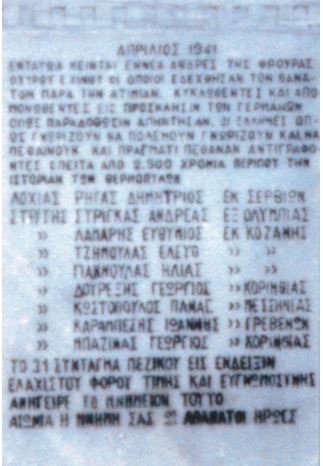 ΑΠΡΙΛΙΟΣ 1941
ΕΝΤΑΥΘΑ ΚΕΙΝΤΑΙ ΕΝΝΕΑ ΑΝΔΡΕΣ ΤΗΣ ΦΡΟΥΡΑΣ
ΟΧΥΡΟΥ ΕΧΙΝΟΥ ΟΙ ΟΠΟΙΟΙ ΕΔΕΧΘΗΣΑΝ ΤΟΝ ΘΑΝΑ-
ΤΟΝ ΠΑΡΑ ΤΗΝ ΑΤΙΜΙΑΝ. ΚΥΚΛΩΘΕΝΤΕΣ ΚΑΙ ΑΠΟ-
ΜΟΝΩΘΕΝΤΕΣ ΕΙΣ ΠΡΟΣΚΛΗΣΙΝ ΤΩΝ ΓΕΡΜΑΝΩΝ
ΟΠΩΣ ΠΑΡΑΔΟΘΩΣΙΝ ΑΠΗΝΤΗΣΑΝ. ΟΙ ΕΛΛΗΝΕΣ ΟΠ-
ΩΣ ΓΝΩΡΙΖΟΥΝ ΝΑ ΠΟΛΕΜΟΥΝ ΓΝΩΡΙΖΟΥΝ ΚΑΙ ΝΑ
ΠΕΘΑΙΝΟΥΝ. ΚΑΙ ΠΡΑΓΜΑΤΙ ΠΕΘΑΝΑΝ ΑΝΤΙΓΡΑΦΟ-
ΝΤΕΣ ΕΠΕΙΤΑ ΑΠΟ 2.500 ΧΡΟΝΙΑ ΠΕΡΙΠΟΥ ΤΗΝ
ΙΣΤΟΡΙΑΝ ΤΩΝ ΘΕΡΜΟΠΥΛΩΝ
ΛΟΧΙΑΣ ΡΗΓΑΣ ΔΗΜΗΤΡΙΟΣ ΕΚ ΣΕΡΒΙΩΝ
ΣΤΡ/ΤΗΣ ΣΤΡΙΓΚΑΣ ΑΝΔΡΕΑΣ ΕΞ ΟΛΥΜΠΙΑΣ
» ΛΑΠΑΡΗΣ ΕΥΘΥΜΙΟΣ ΕΚ ΚΟΖΑΝΗΣ
» ΤΖΗΜΟΥΛΑΣ ΕΛΕΥΘ » »
» ΓΙΑΝΝΟΥΛΑΣ ΗΛΙΑΣ » »
» ΔΟΥΡΕΞΗΣ ΓΕΩΡΓΙΟΣ » ΚΟΡΙΝΘΙΑΣ
» ΚΩΣΤΟΠΟΥΛΟΣ ΠΑΝΑΓ. » ΜΕΣΣΗΝΙΑΣ
» ΚΑΡΑΜΠΕΣΗΣ ΙΩΑΝΝΗΣ » ΓΡΕΒΕΝΩΝ
» ΜΠΑΖΙΝΑΣ ΓΕΩΡΓΙΟΣ » ΚΟΡΙΝΘΙΑΣ
ΤΟ 31 ΣΥΝΤΑΓΜΑ ΠΕΖΙΚΟΥ ΕΙΣ ΕΝΔΕΙΞΙΝ
ΕΛΑΧΙΣΤΟΥ ΦΟΡΟΥ ΤΙΜΗΣ ΚΑΙ ΕΥΓΝΩΜΟΣΥΝΗΣ
ΑΝΗΓΕΙΡΕ ΤΟ ΜΝΗΜΕΙΟΝ ΤΟΥΤΟ
ΑΙΩΝΙΑ Η ΜΝΗΜΗ ΣΑΣ Ω! ΑΘΑΝΑΤΟΙ ΗΡΩΕΣ